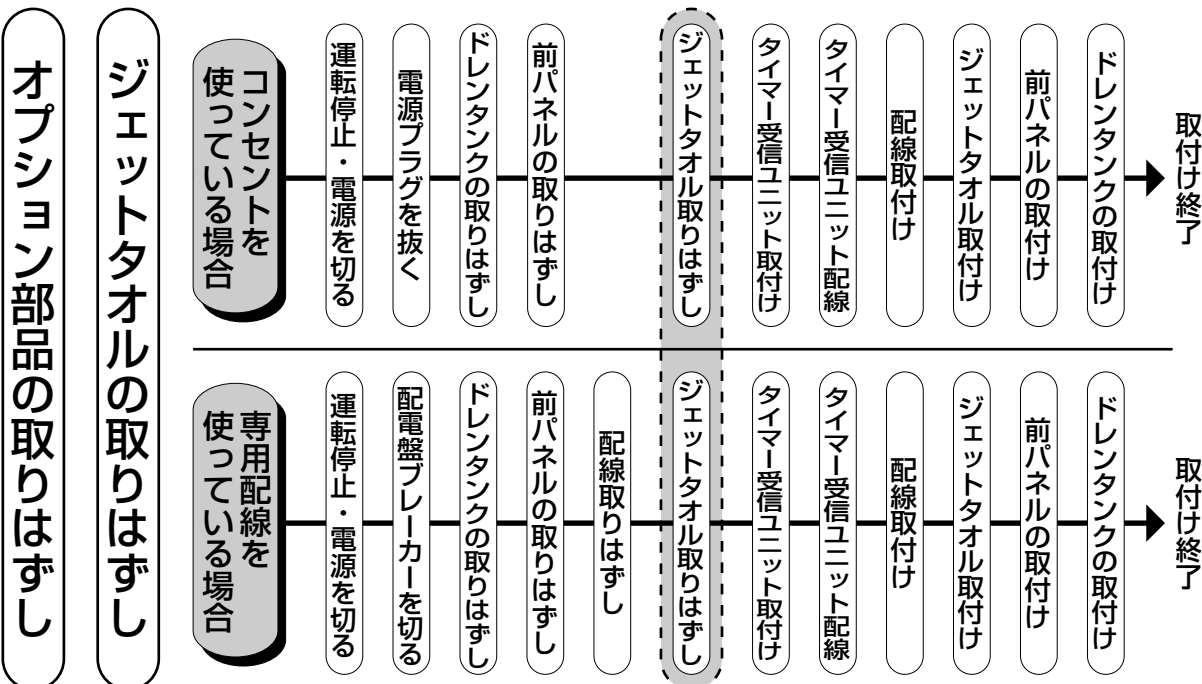 オプション部品の取りはずし
ジェットタオルの取りはずし
コンセントを
使っている場合
運転停止・電源を切る
電源プラグを抜く
ドレンタンクの取りはずし
前パネルの取りはずし
ジェットタオル取りはずし
タイマー受信ユニット取付け
タイマー受信ユニット配線
配線取付け
ジェットタオル取付け
前パネルの取付け
ドレンタンクの取付け
取付け終了
専用配線を
使っている場合
運転停止・電源を切る
配電盤ブレーカーを切る
ドレンタンクの取りはずし
前パネルの取りはずし
配線取りはずし
ジェットタオル取りはずし
タイマー受信ユニット取付け
タイマー受信ユニット配線
配線取付け
ジェットタオル取付け
前パネルの取付け
ドレンタンクの取付け
取付け終了